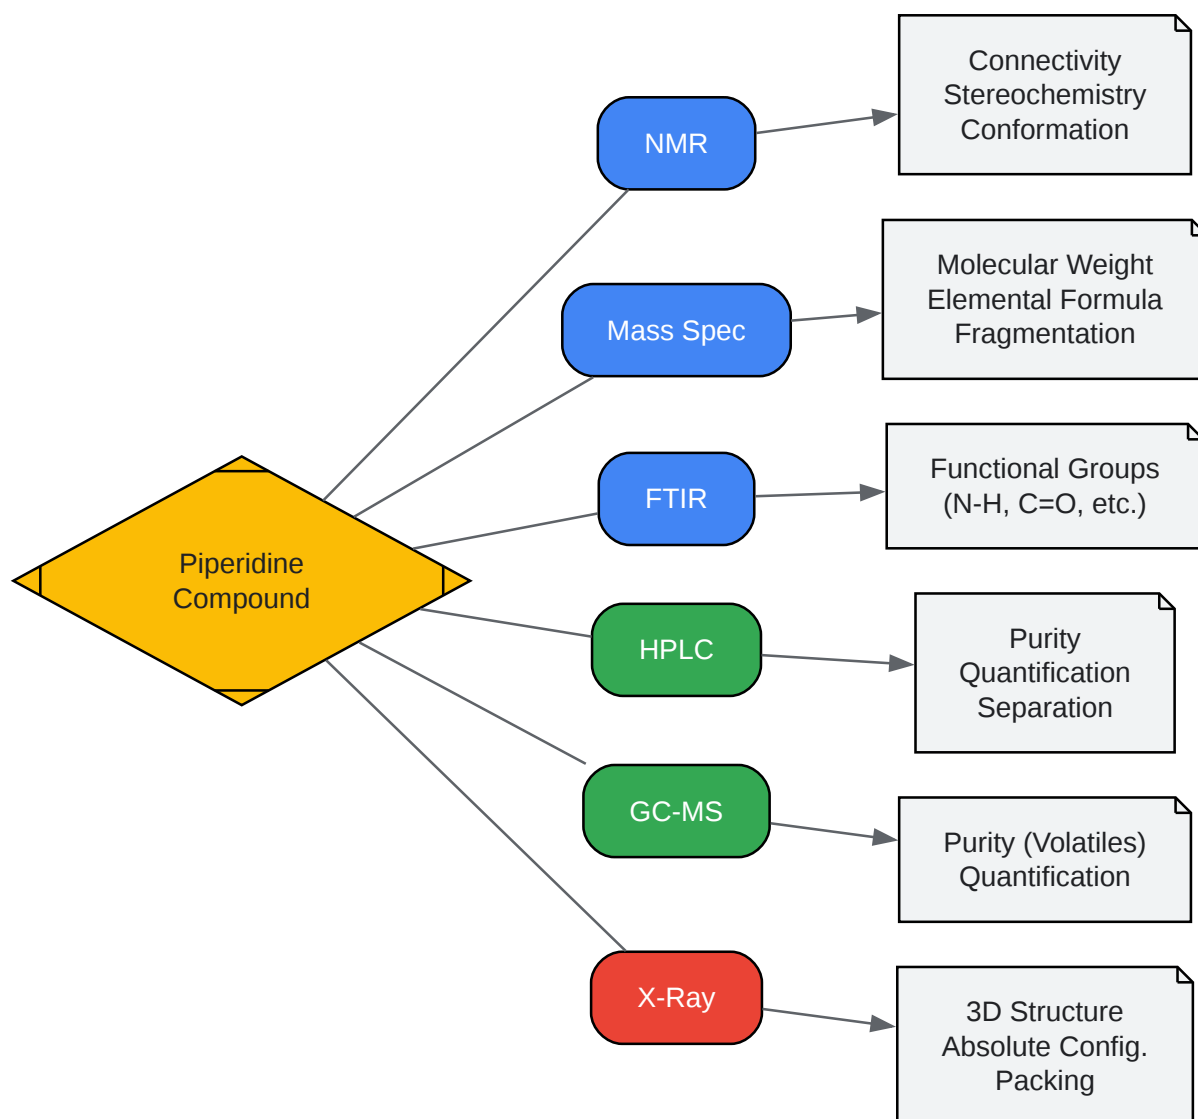 Piperidine
Compound
NMR
Connectivity
Stereochemistry
Conformation
Mass Spec
Molecular Weight
Elemental Formula
Fragmentation
FTIR
Functional Groups
(N-H, C=O, etc.)
HPLC
Purity
Quantification
Separation
GC-MS
Purity (Volatiles)
Quantification
X-Ray
3D Structure
Absolute Config.
Packing